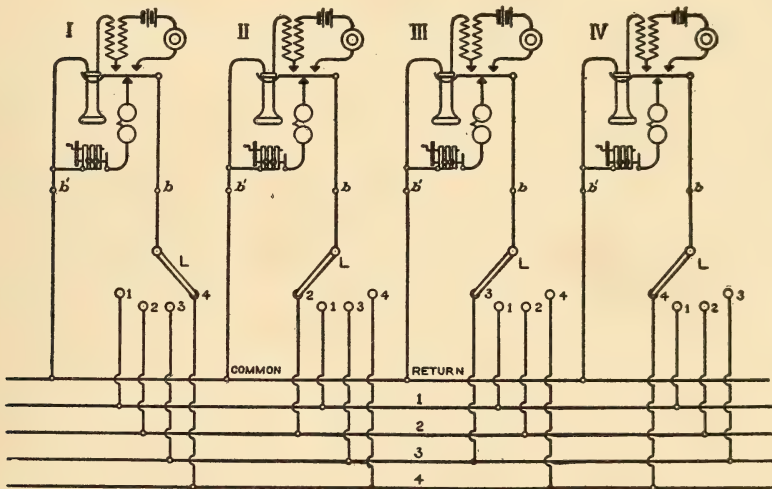 I II III IV
b' b b' b b' b b' b
L L L L
1 2 3 4 2 1 3 4 3 1 2 4 4 1 2 3
COMMON RETURN
1
2
3
4